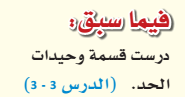 فيما سبق:
درست قسمة وحيدات
الحد. (الدرس 3 - 3)